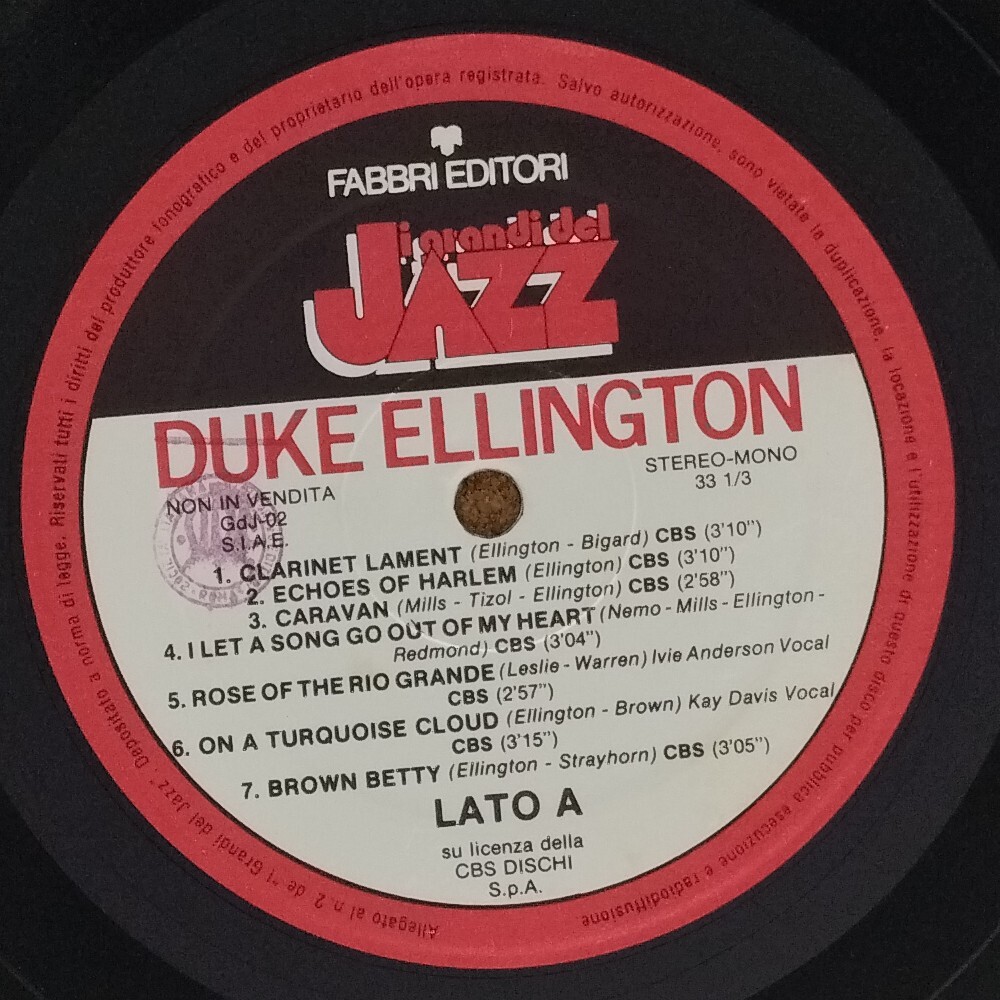 FABBRI EDITORI
i grandi del
JAZZ
DUKE ELLINGTON
NON IN VENDITA
GdJ-02
S.I.A.E.
STEREO-MONO
33 1/3
1. CLARINET LAMENT (Ellington - Bigard) CBS (3'10")
2. ECHOES OF HARLEM (Ellington) CBS (3'10")
3. CARAVAN (Mills - Tizol - Ellington) CBS (2'58")
4. I LET A SONG GO OUT OF MY HEART (Nemo - Mills - Ellington -
Redmond) CBS (3'04")
5. ROSE OF THE RIO GRANDE (Leslie - Warren) Ivie Anderson Vocal
CBS (2'57")
6. ON A TURQUOISE CLOUD (Ellington - Brown) Kay Davis Vocal
CBS (3'15")
7. BROWN BETTY (Ellington - Strayhorn) CBS (3'05")
LATO A
su licenza della
CBS DISCHI
S.p.A.
Allegato al n. 2 de "I Grandi del Jazz" Depositato a norma di legge. Riservati tutti i diritti del produttore fonografico e del proprietario dell'opera registrata. Salvo autorizzazione, sono vietate la duplicazione, la locazione e l'utilizzazione di questo disco per pubblica esecuzione e radiodiffusione.